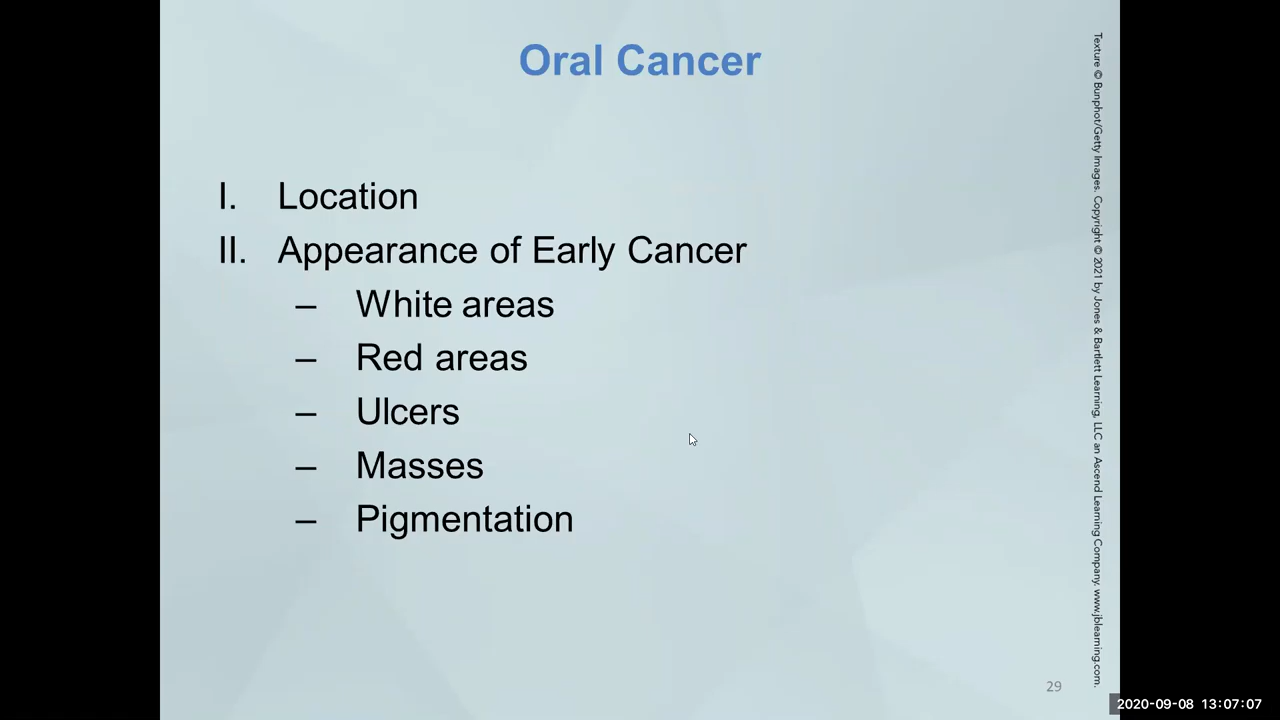 Oral Cancer
I. Location
II. Appearance of Early Cancer
– White areas
– Red areas
– Ulcers
– Masses
– Pigmentation
Texture © Bunphot/Getty Images. Copyright © 2021 by Jones & Bartlett Learning, LLC an Ascend Learning Company. www.jblearning.com.
29
2020-09-08 13:07:07